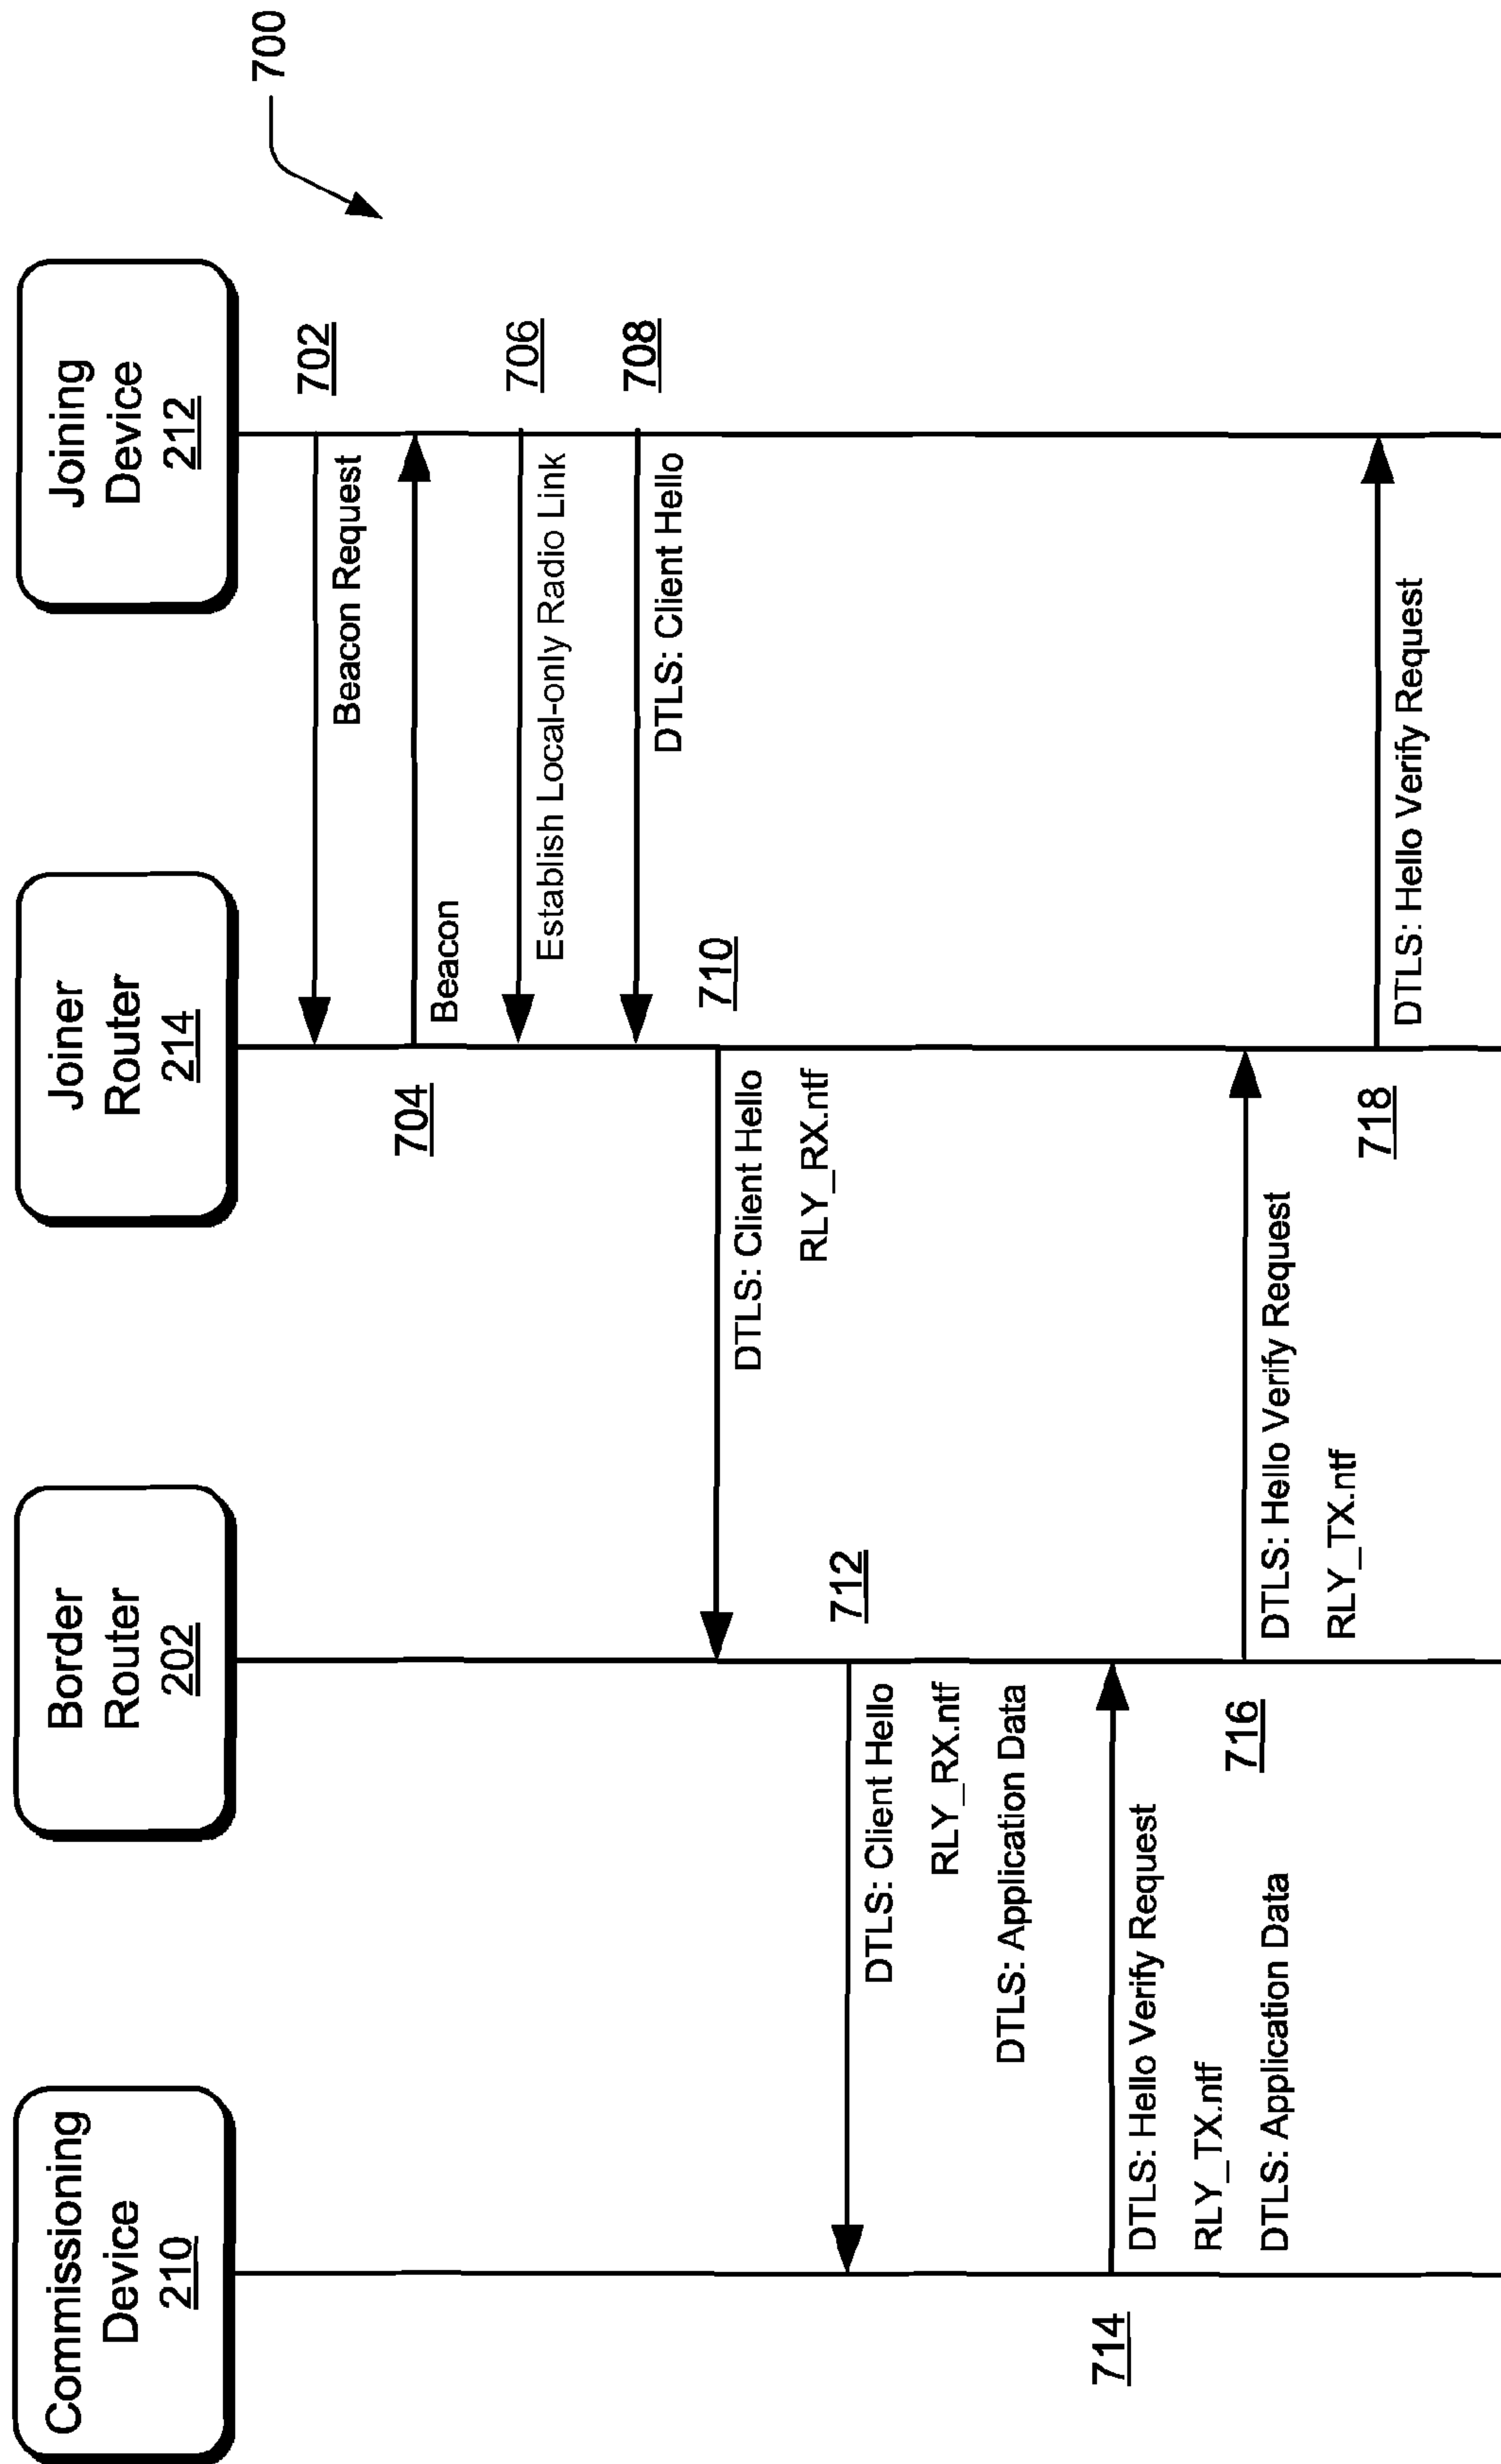 700
Commissioning
Device
210
Border
Router
202
Joiner
Router
214
Joining
Device
212
702
Beacon Request
704
Beacon
706
Establish Local-only Radio Link
708
DTLS: Client Hello
710
DTLS: Client Hello
RLY_RX.ntf
712
DTLS: Client Hello
RLY_RX.ntf
DTLS: Application Data
714
DTLS: Hello Verify Request
RLY_TX.ntf
DTLS: Application Data
716
DTLS: Hello Verify Request
RLY_TX.ntf
718
DTLS: Hello Verify Request